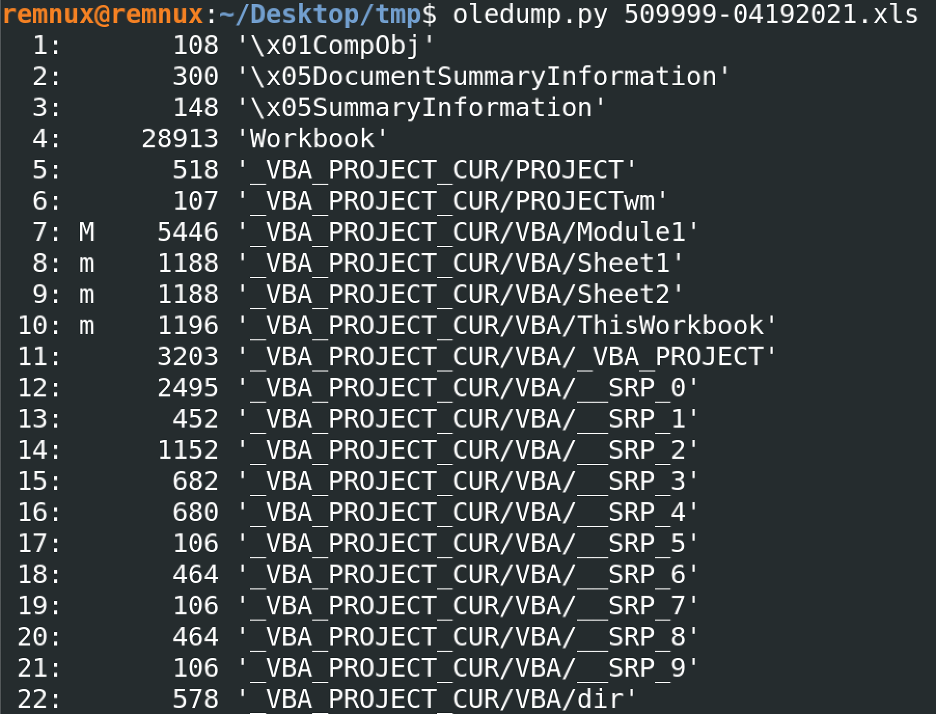 remnux@remnux:~/Desktop/tmp$ oledump.py 509999-04192021.xls
  1:       108 '\x01CompObj'
  2:       300 '\x05DocumentSummaryInformation'
  3:       148 '\x05SummaryInformation'
  4:     28913 'Workbook'
  5:       518 '_VBA_PROJECT_CUR/PROJECT'
  6:       107 '_VBA_PROJECT_CUR/PROJECTwm'
  7: M    5446 '_VBA_PROJECT_CUR/VBA/Module1'
  8: m    1188 '_VBA_PROJECT_CUR/VBA/Sheet1'
  9: m    1188 '_VBA_PROJECT_CUR/VBA/Sheet2'
 10: m    1196 '_VBA_PROJECT_CUR/VBA/ThisWorkbook'
 11:      3203 '_VBA_PROJECT_CUR/VBA/_VBA_PROJECT'
 12:      2495 '_VBA_PROJECT_CUR/VBA/__SRP_0'
 13:       452 '_VBA_PROJECT_CUR/VBA/__SRP_1'
 14:      1152 '_VBA_PROJECT_CUR/VBA/__SRP_2'
 15:       682 '_VBA_PROJECT_CUR/VBA/__SRP_3'
 16:       680 '_VBA_PROJECT_CUR/VBA/__SRP_4'
 17:       106 '_VBA_PROJECT_CUR/VBA/__SRP_5'
 18:       464 '_VBA_PROJECT_CUR/VBA/__SRP_6'
 19:       106 '_VBA_PROJECT_CUR/VBA/__SRP_7'
 20:       464 '_VBA_PROJECT_CUR/VBA/__SRP_8'
 21:       106 '_VBA_PROJECT_CUR/VBA/__SRP_9'
 22:       578 '_VBA_PROJECT_CUR/VBA/dir'